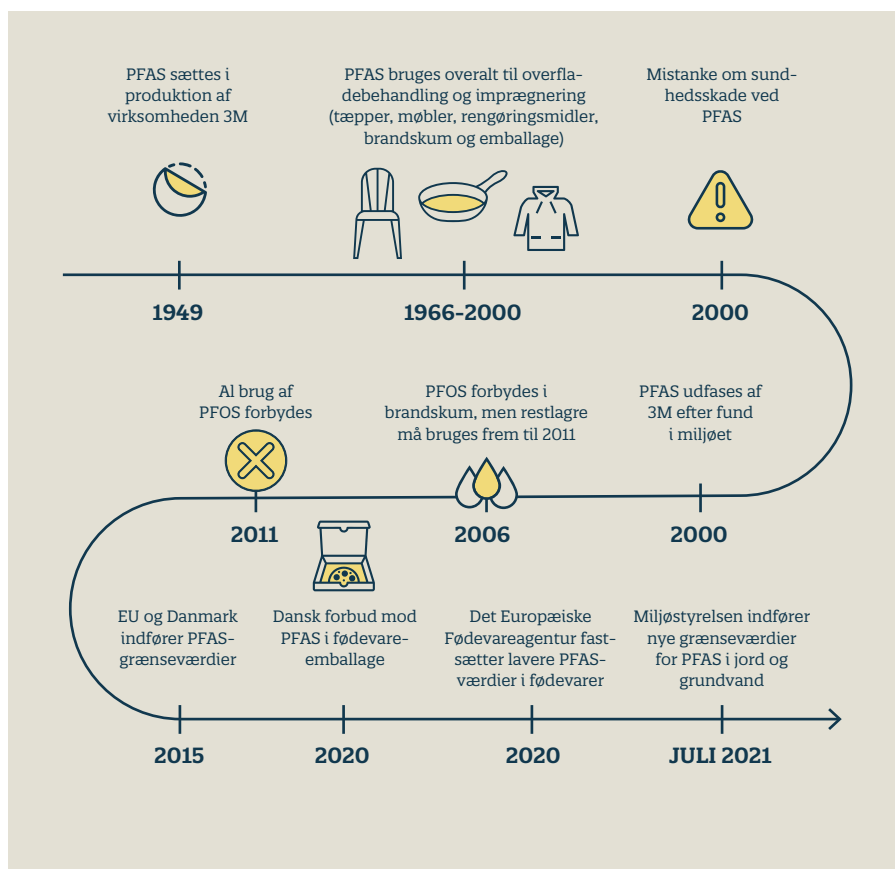 PFAS sættes i
produktion af
virksomheden 3M
1949
PFAS bruges overalt til overfla-
debehandling og imprægnering
(tæpper, møbler, rengøringsmidler,
brandskum og emballage)
1966-2000
Mistanke om sund-
hedsskade ved
PFAS
2000
PFAS udfases af
3M efter fund
i miljøet
2000
PFOS forbydes i
brandskum, men restlagre
må bruges frem til 2011
2006
Al brug af
PFOS forbydes
2011
EU og Danmark
indfører PFAS-
grænseværdier
2015
Dansk forbud mod
PFAS i fødevare-
emballage
2020
Det Europæiske
Fødevareagentur fast-
sætter lavere PFAS-
værdier i fødevarer
2020
Miljøstyrelsen indfører
nye grænseværdier
for PFAS i jord og
grundvand
JULI 2021